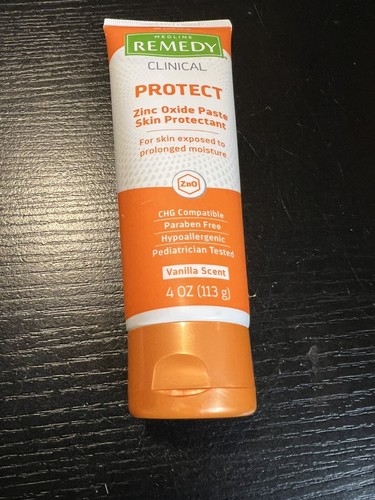 MEDLINE
REMEDY
CLINICAL
PROTECT
Zinc Oxide Paste
Skin Protectant
For skin exposed to
prolonged moisture
ZnO
CHG Compatible
Paraben Free
Hypoallergenic
Pediatrician Tested
Vanilla Scent
4 OZ (113 g)